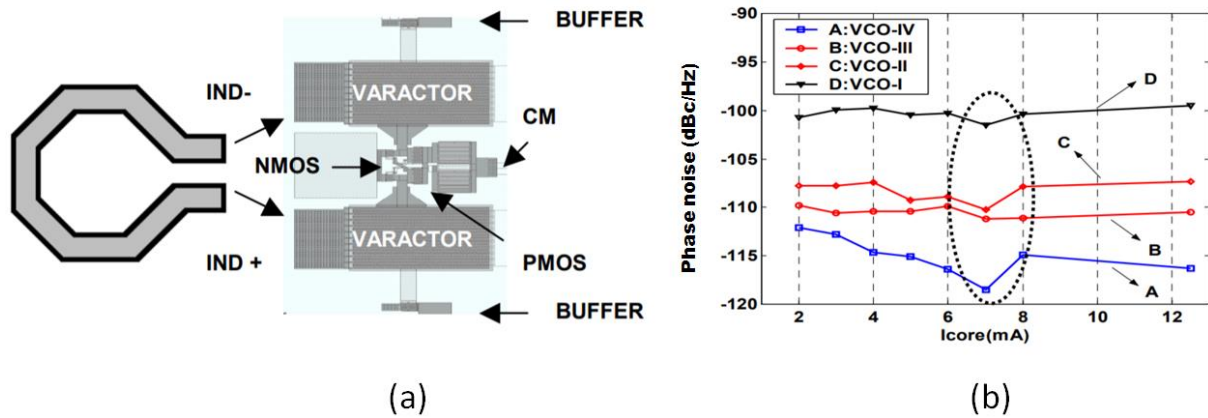 BUFFER
IND-
VARACTOR
CM
NMOS
VARACTOR
IND +
PMOS
BUFFER
(a)
-90
-95
-100
-105
-110
-115
-120
Phase noise (dBc/Hz)
A:VCO-IV
B:VCO-III
C:VCO-II
D:VCO-I
D
C
B
A
2 4 6 8 10 12
Icore(mA)
(b)